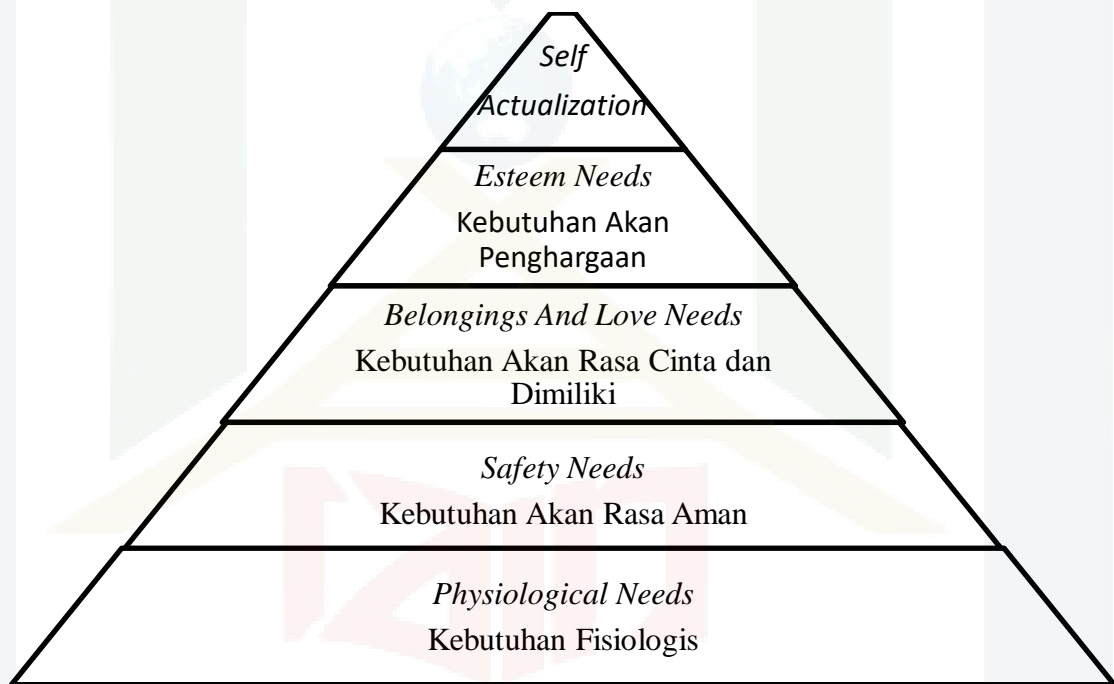 Self
Actualization
Esteem Needs
Kebutuhan Akan
Penghargaan
Belongings And Love Needs
Kebutuhan Akan Rasa Cinta dan
Dimiliki
Safety Needs
Kebutuhan Akan Rasa Aman
Physiological Needs
Kebutuhan Fisiologis